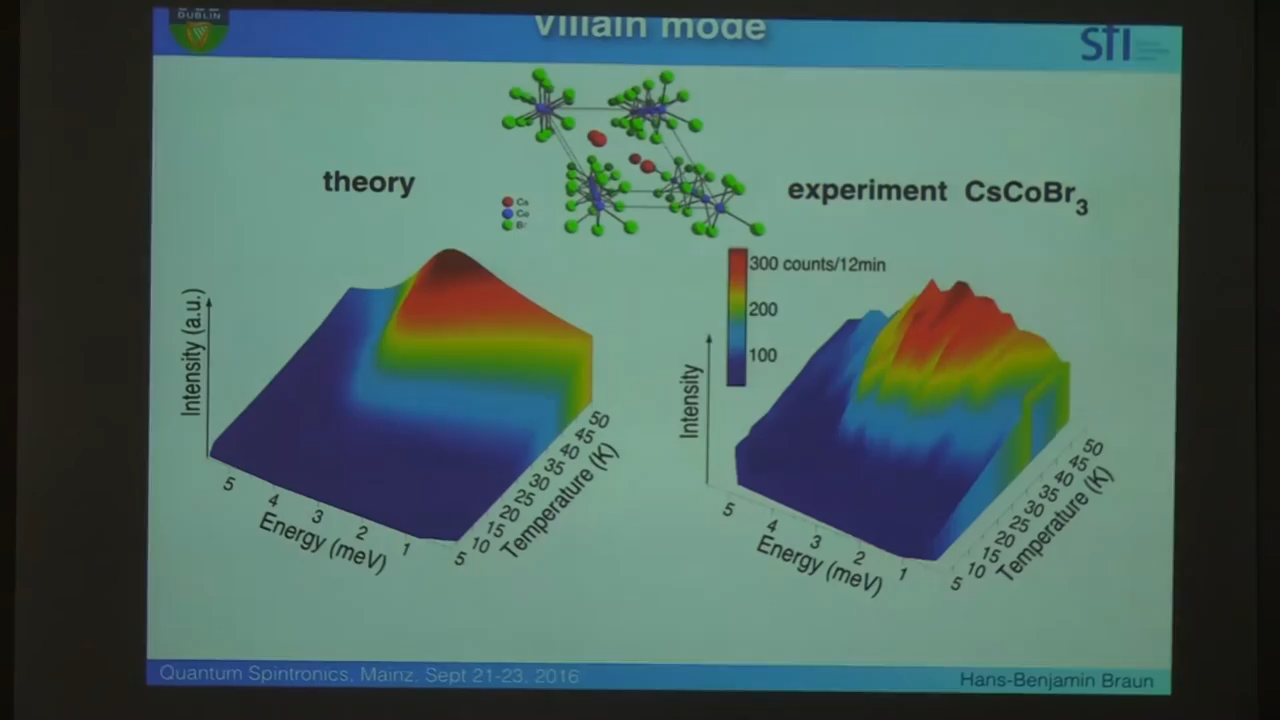 DUBLIN
Villain mode
STI
theory
experiment CsCoBr3
Cs
Co
Br
300 counts/12min
200
100
Intensity (a.u.)
5
4
3
2
1
Energy (meV)
5
10
15
20
25
30
35
40
45
50
Temperature (K)
Intensity
5
4
3
2
1
Energy (meV)
5
10
15
20
25
30
35
40
45
50
Temperature (K)
Quantum Spintronics, Mainz, Sept 21-23, 2016
Hans-Benjamin Braun